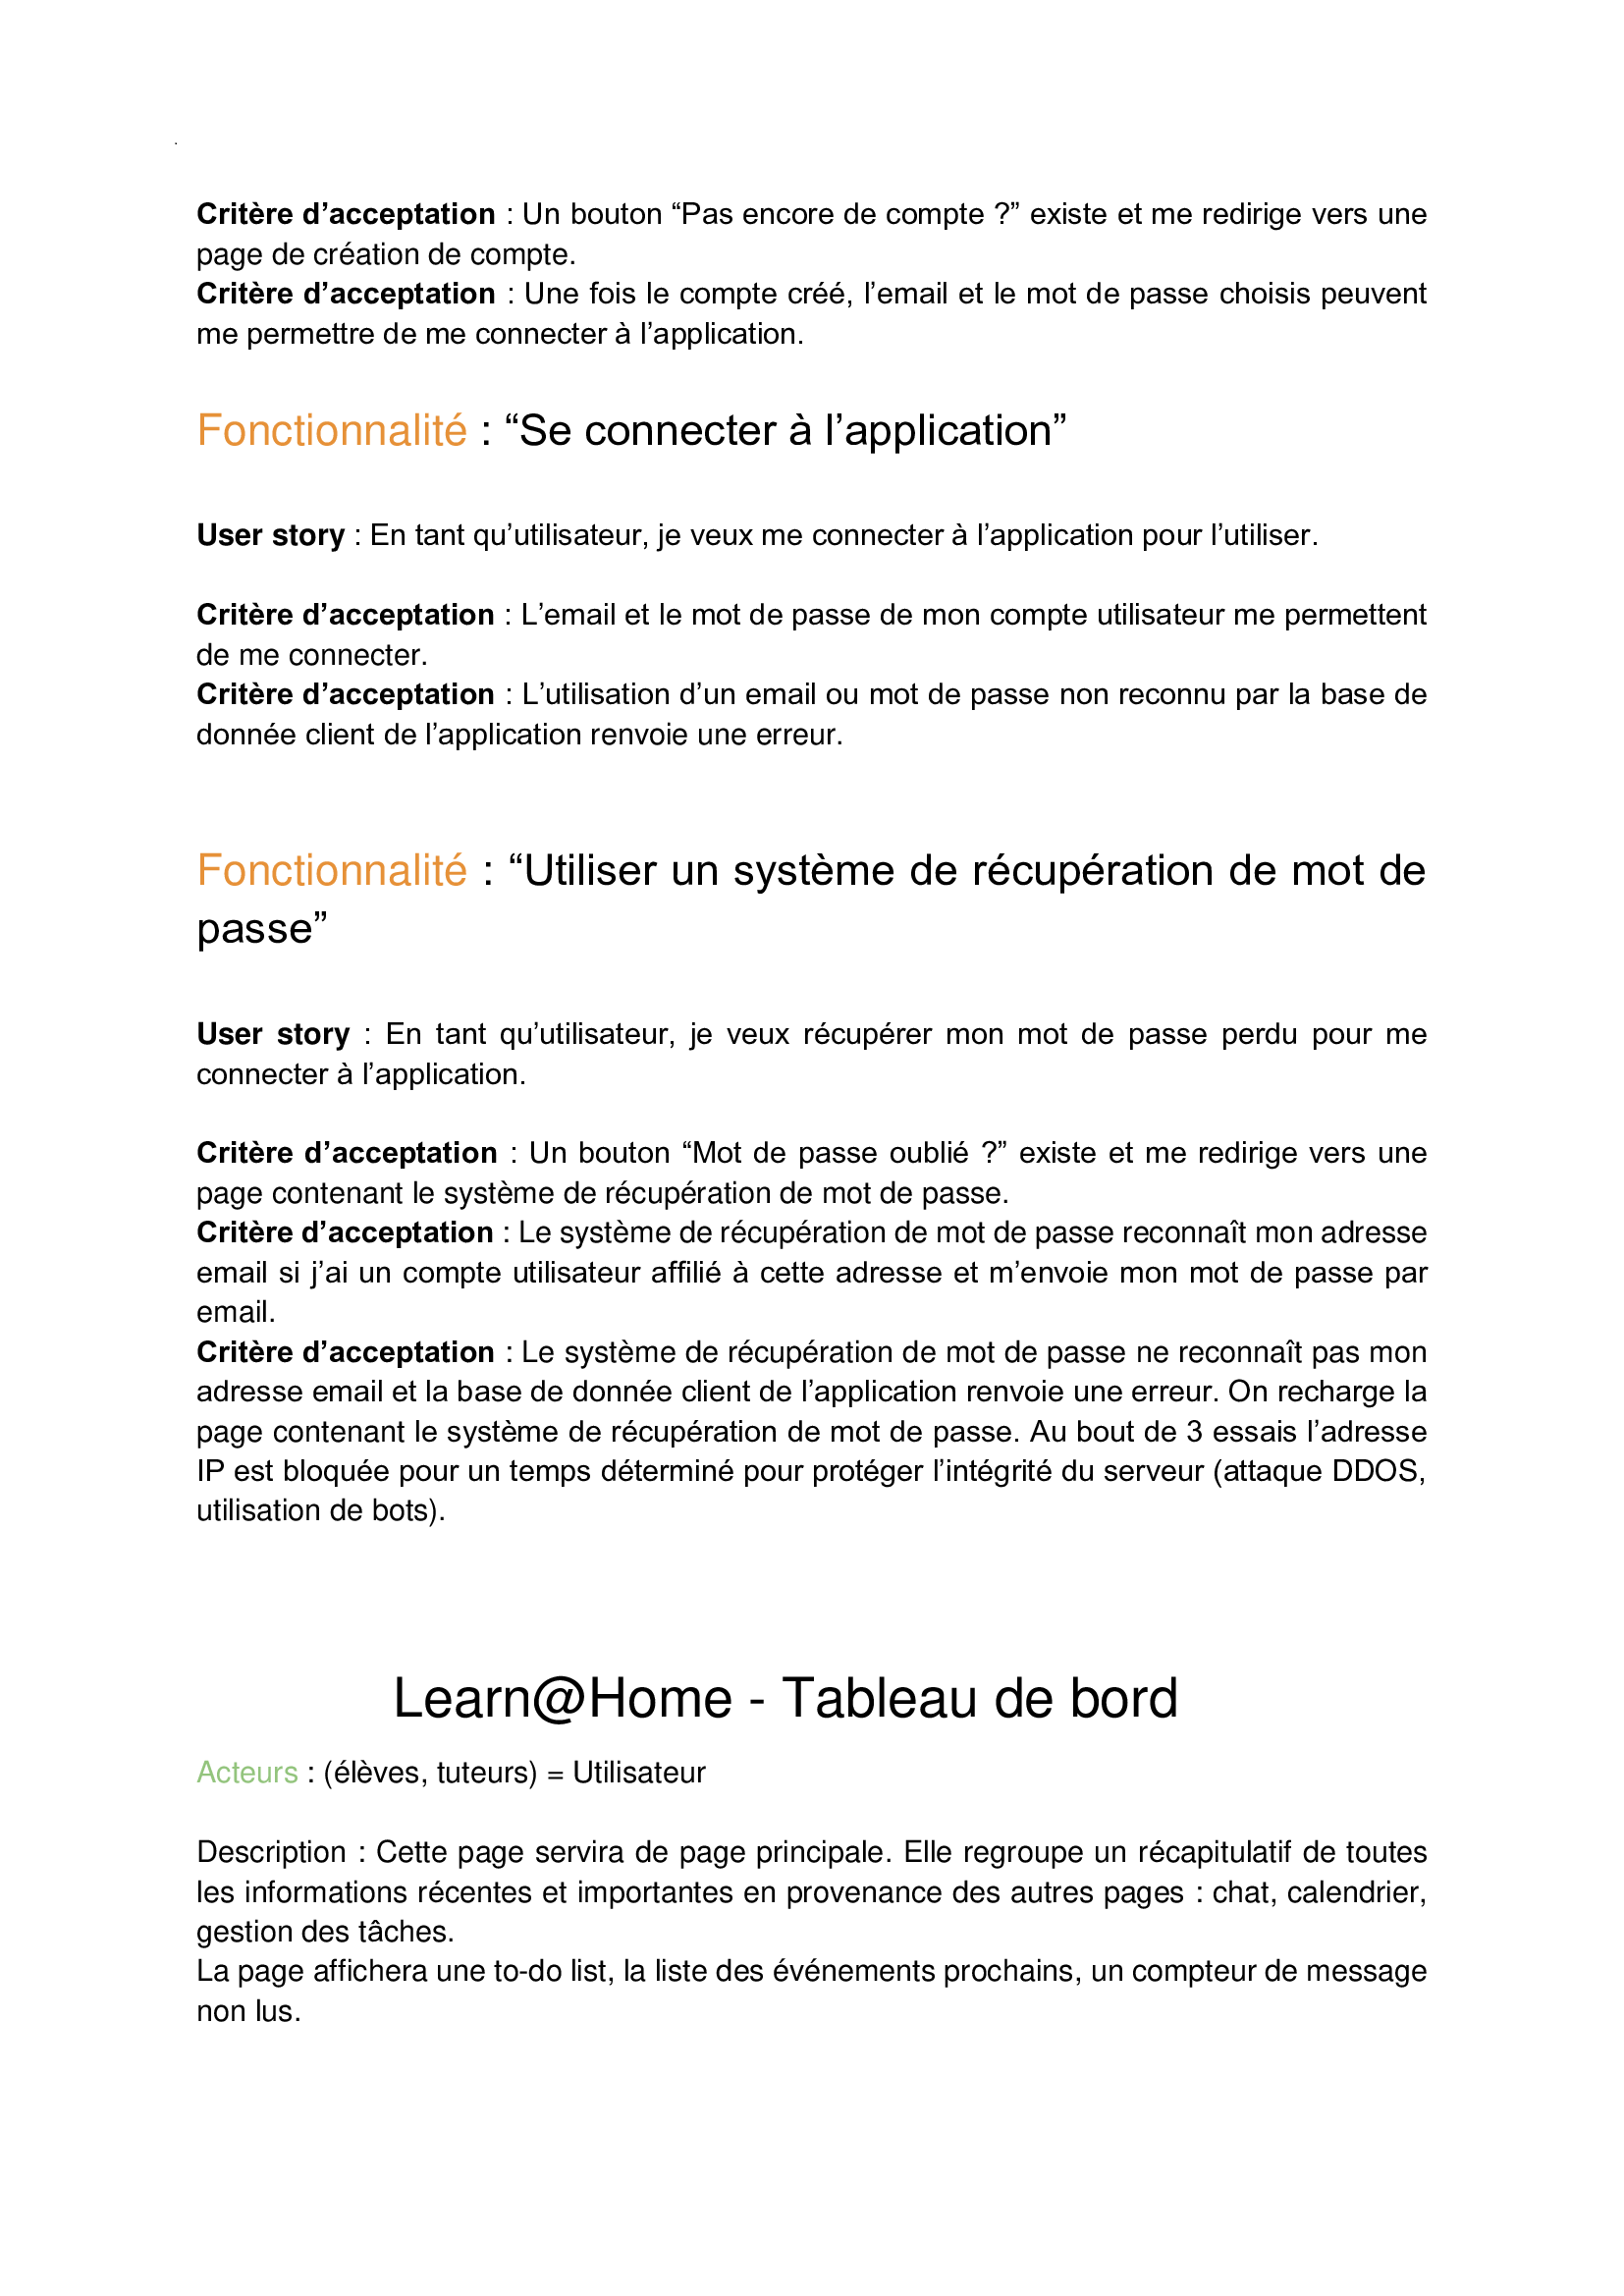 Critère d’acceptation : Un bouton “Pas encore de compte ?” existe et me redirige vers une
page de création de compte.
Critère d’acceptation : Une fois le compte créé, l’email et le mot de passe choisis peuvent
me permettre de me connecter à l’application.
Fonctionnalité : “Se connecter à l’application”
User story : En tant qu’utilisateur, je veux me connecter à l’application pour l’utiliser.
Critère d’acceptation : L’email et le mot de passe de mon compte utilisateur me permettent
de me connecter.
Critère d’acceptation : L’utilisation d’un email ou mot de passe non reconnu par la base de
donnée client de l’application renvoie une erreur.
Fonctionnalité : “Utiliser un système de récupération de mot de
passe”
User story : En tant qu’utilisateur, je veux récupérer mon mot de passe perdu pour me
connecter à l’application.
Critère d’acceptation : Un bouton “Mot de passe oublié ?” existe et me redirige vers une
page contenant le système de récupération de mot de passe.
Critère d’acceptation : Le système de récupération de mot de passe reconnaît mon adresse
email si j’ai un compte utilisateur affilié à cette adresse et m’envoie mon mot de passe par
email.
Critère d’acceptation : Le système de récupération de mot de passe ne reconnaît pas mon
adresse email et la base de donnée client de l’application renvoie une erreur. On recharge la
page contenant le système de récupération de mot de passe. Au bout de 3 essais l’adresse
IP est bloquée pour un temps déterminé pour protéger l’intégrité du serveur (attaque DDOS,
utilisation de bots).
Learn@Home - Tableau de bord
Acteurs : (élèves, tuteurs) = Utilisateur
Description : Cette page servira de page principale. Elle regroupe un récapitulatif de toutes
les informations récentes et importantes en provenance des autres pages : chat, calendrier,
gestion des tâches.
La page affichera une to-do list, la liste des événements prochains, un compteur de message
non lus.